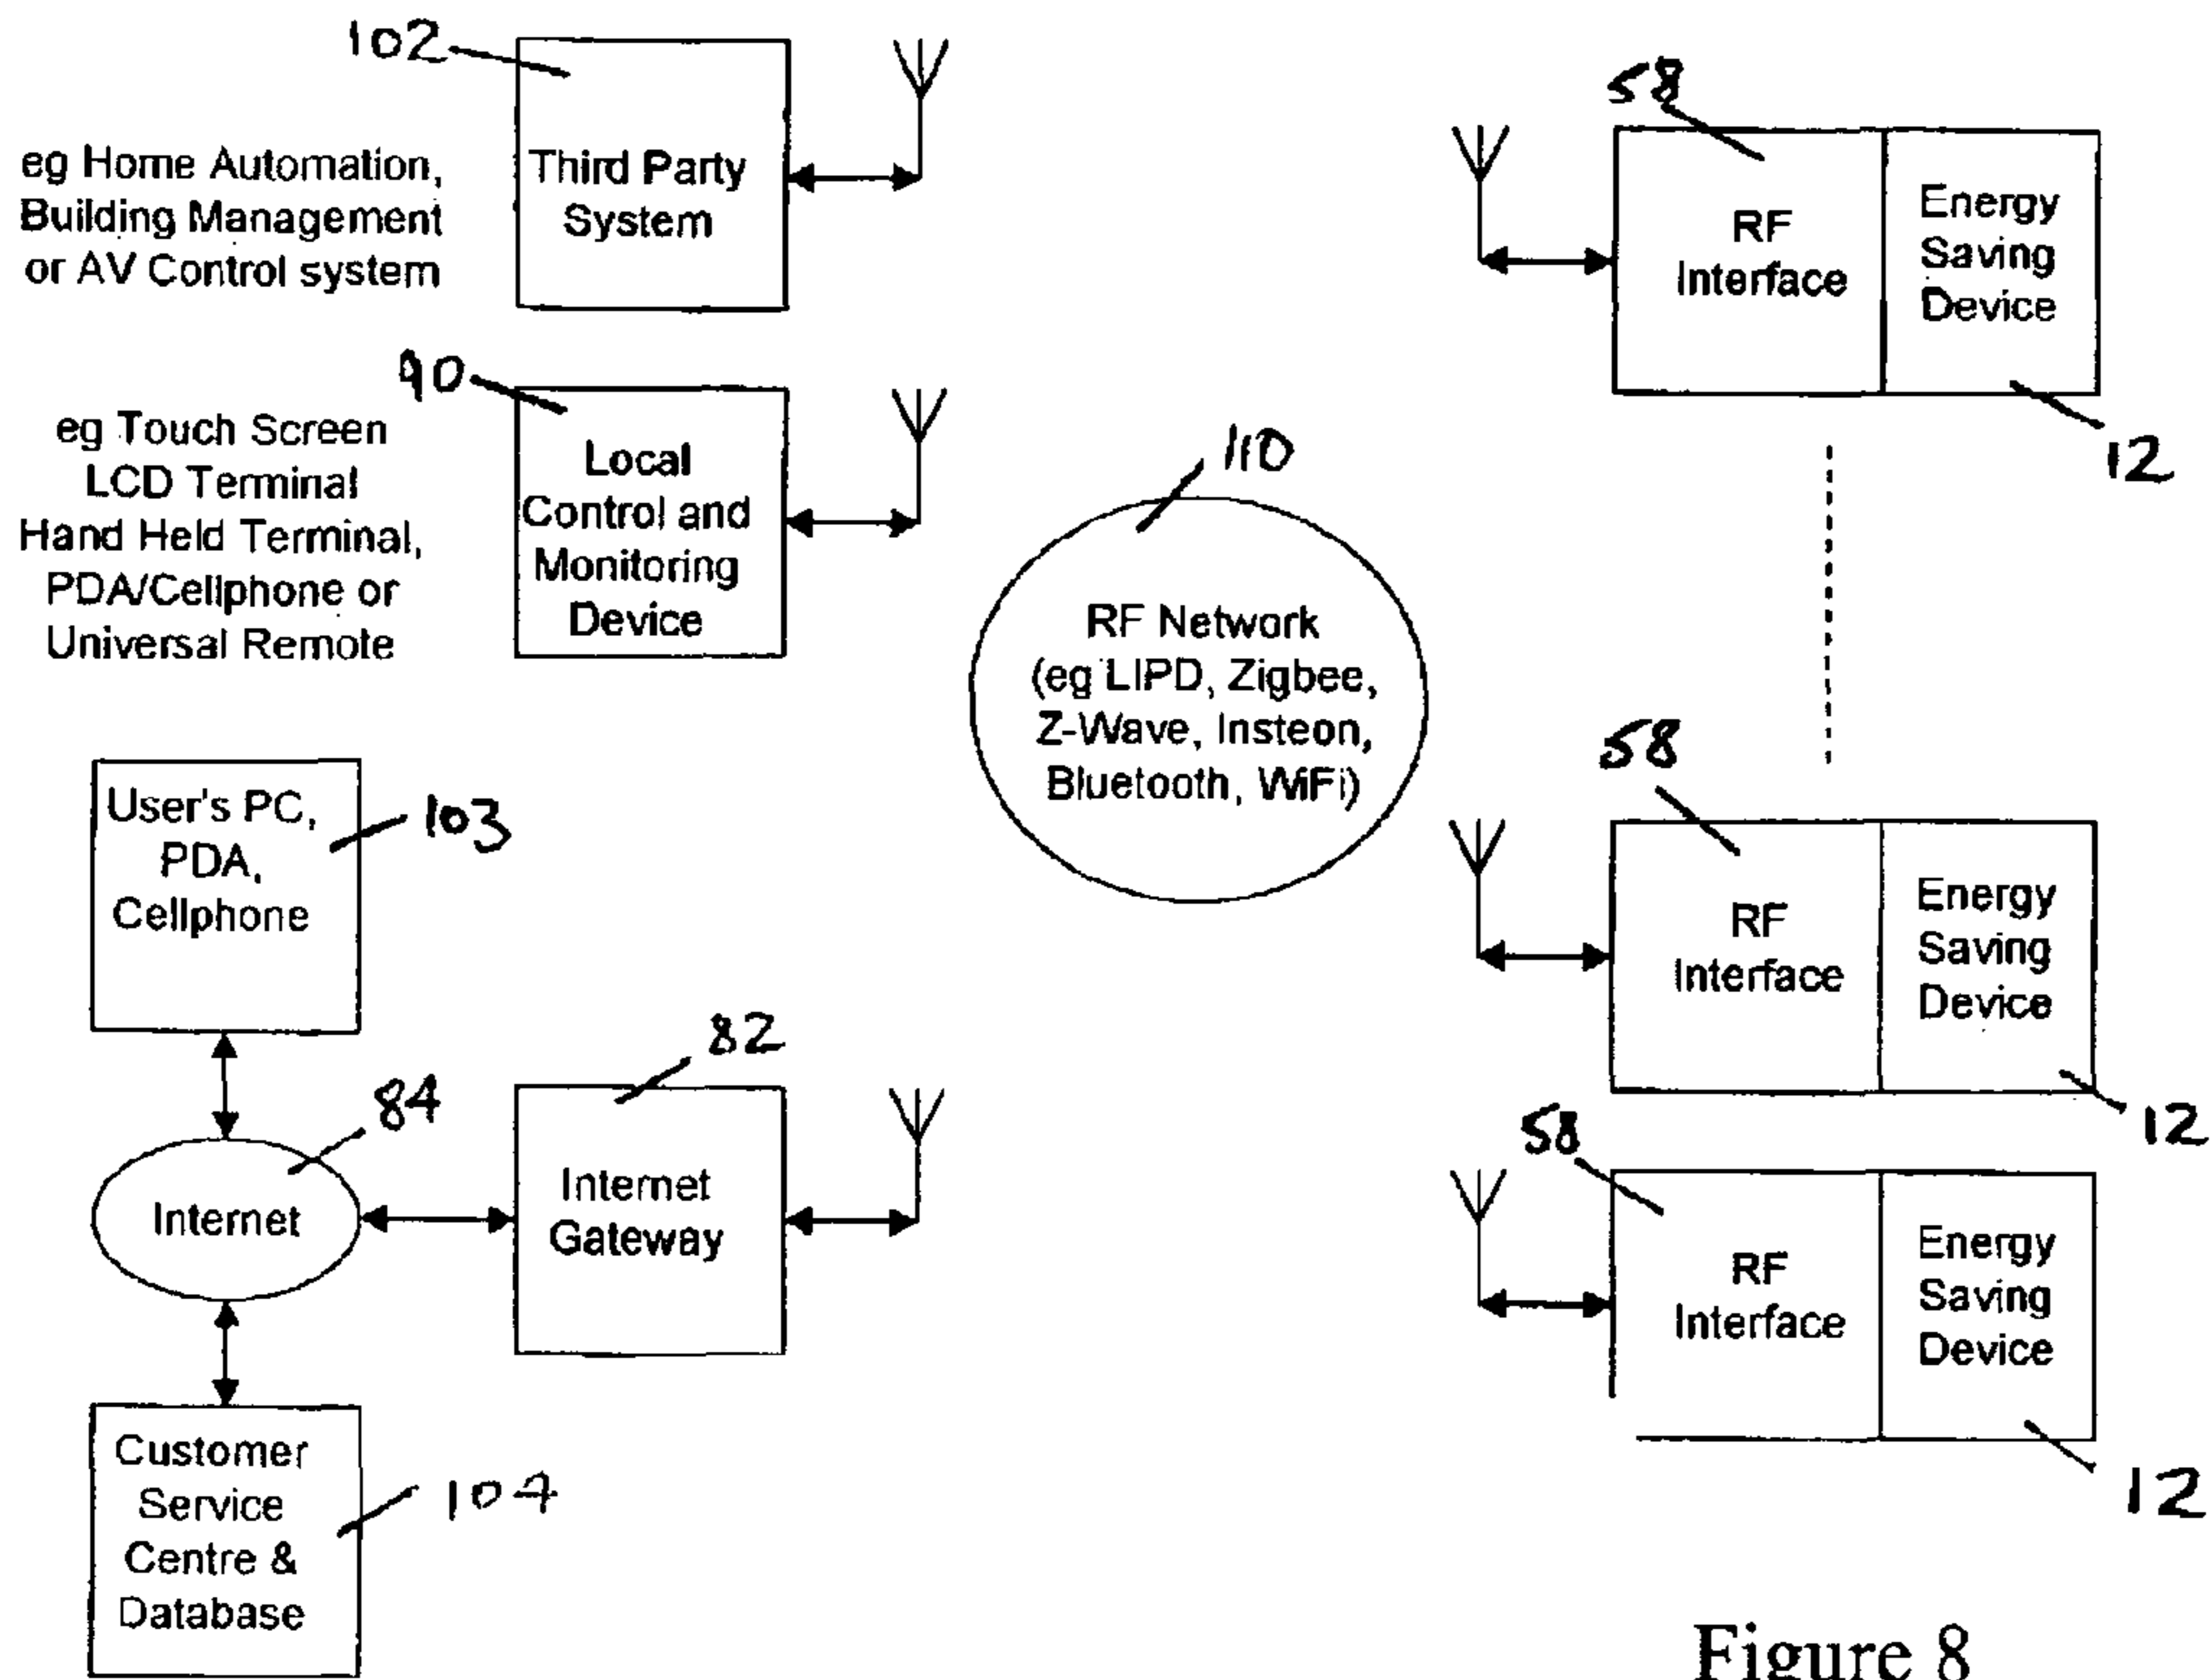 102
eg Home Automation,
Building Management
or AV Control system
Third Party
System
90
eg Touch Screen
LCD Terminal
Hand Held Terminal,
PDA/Cellphone or
Universal Remote
Local
Control and
Monitoring
Device
User's PC,
PDA,
Cellphone
103
84
Internet
82
Internet
Gateway
Customer
Service
Centre &
Database
104
110
RF Network
(eg LIPD, Zigbee,
Z-Wave, Insteon,
Bluetooth, WiFi)
58
RF
Interface
Energy
Saving
Device
12
58
RF
Interface
Energy
Saving
Device
12
58
RF
Interface
Energy
Saving
Device
12
Figure 8